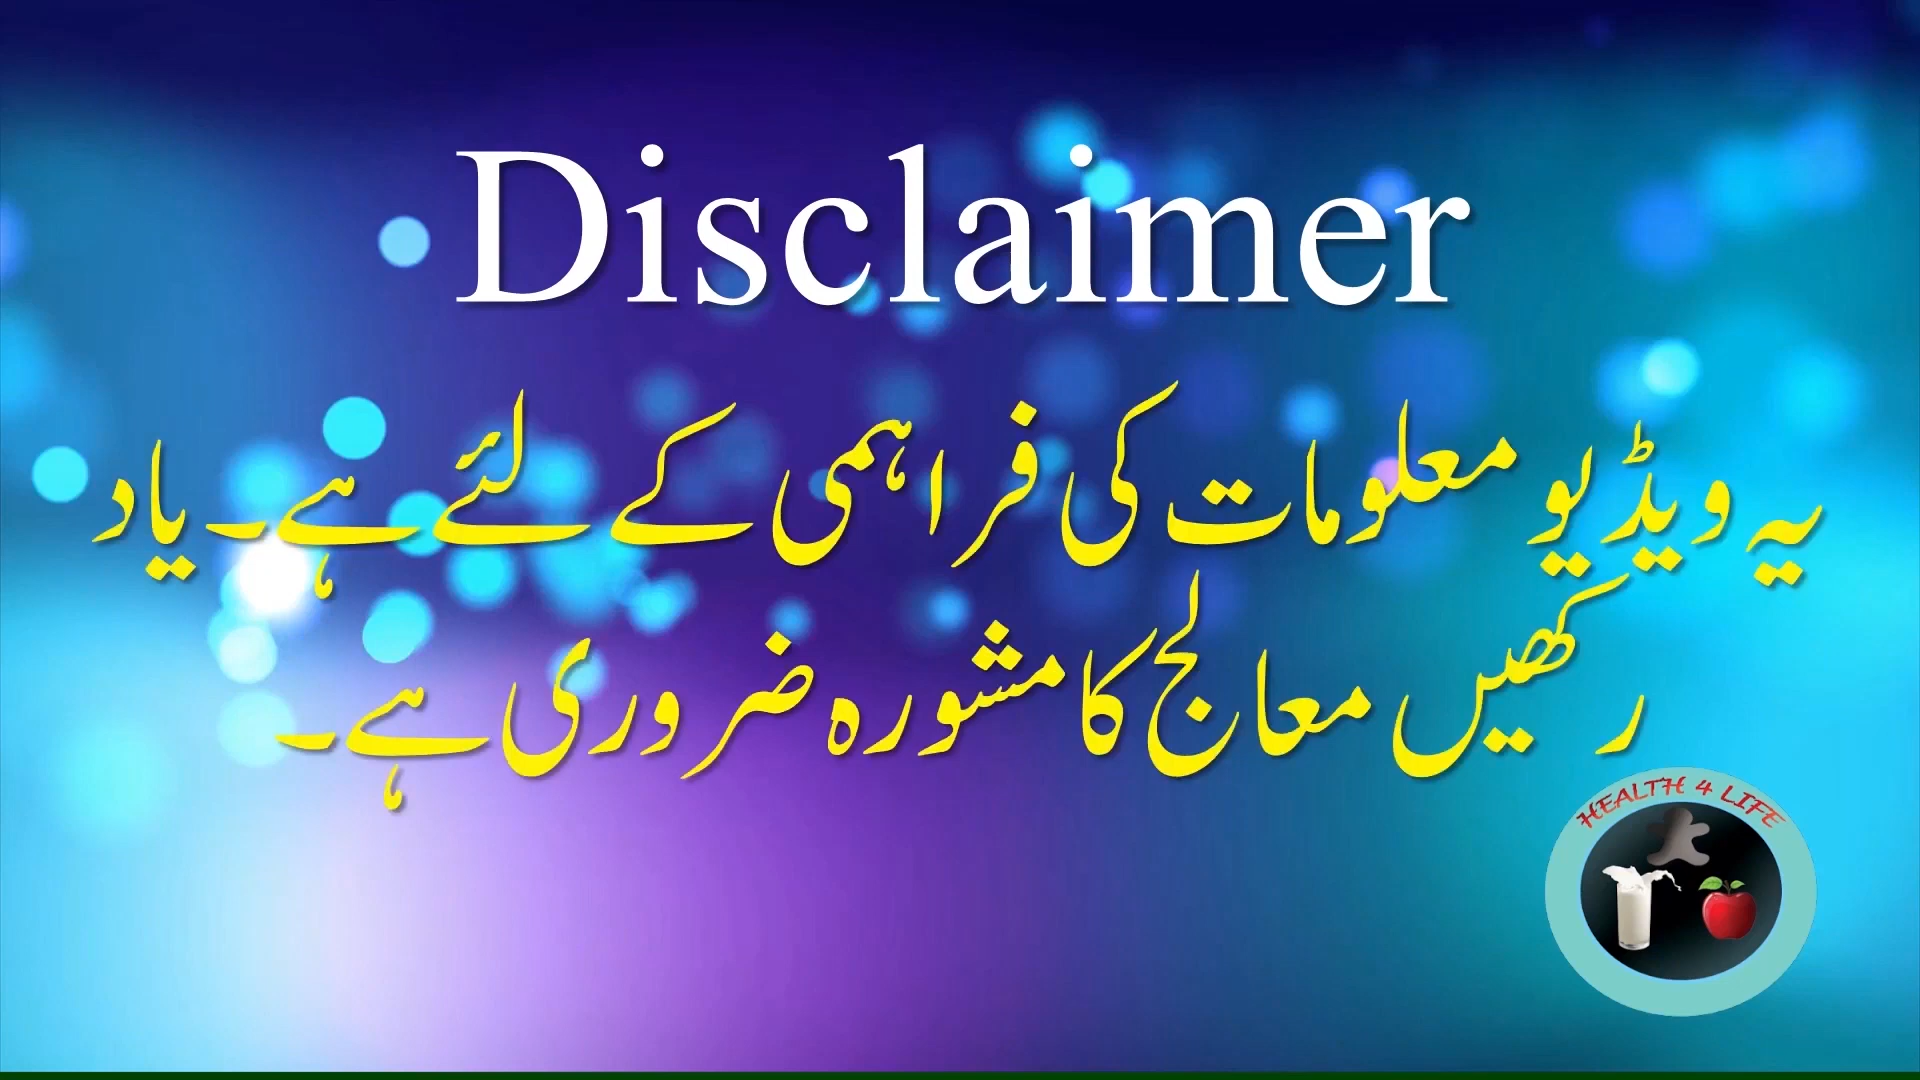 Disclaimer
یہ ویڈیو معلومات کی فراہمی کے لئے ہے۔ یاد
رکھیں معالج کا مشورہ ضروری ہے۔
HEALTH 4 LIFE